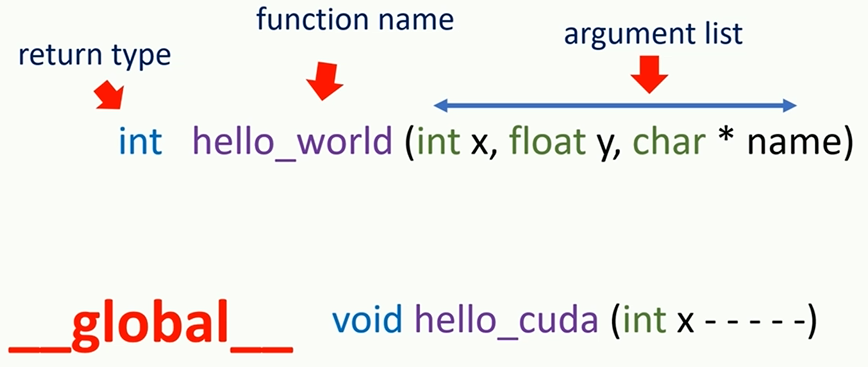 function name
return type
argument list
int hello_world (int x, float y, char * name)
__global__ void hello_cuda (int x - - - - -)